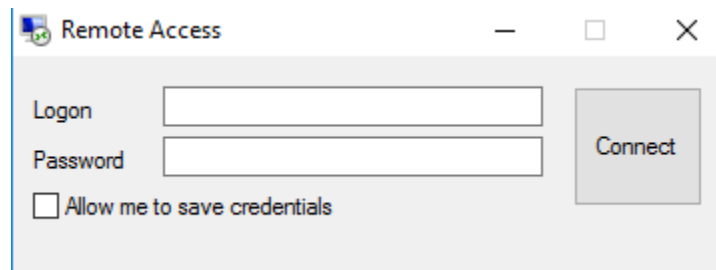 Remote Access
Logon
Connect
Password
Allow me to save credentials